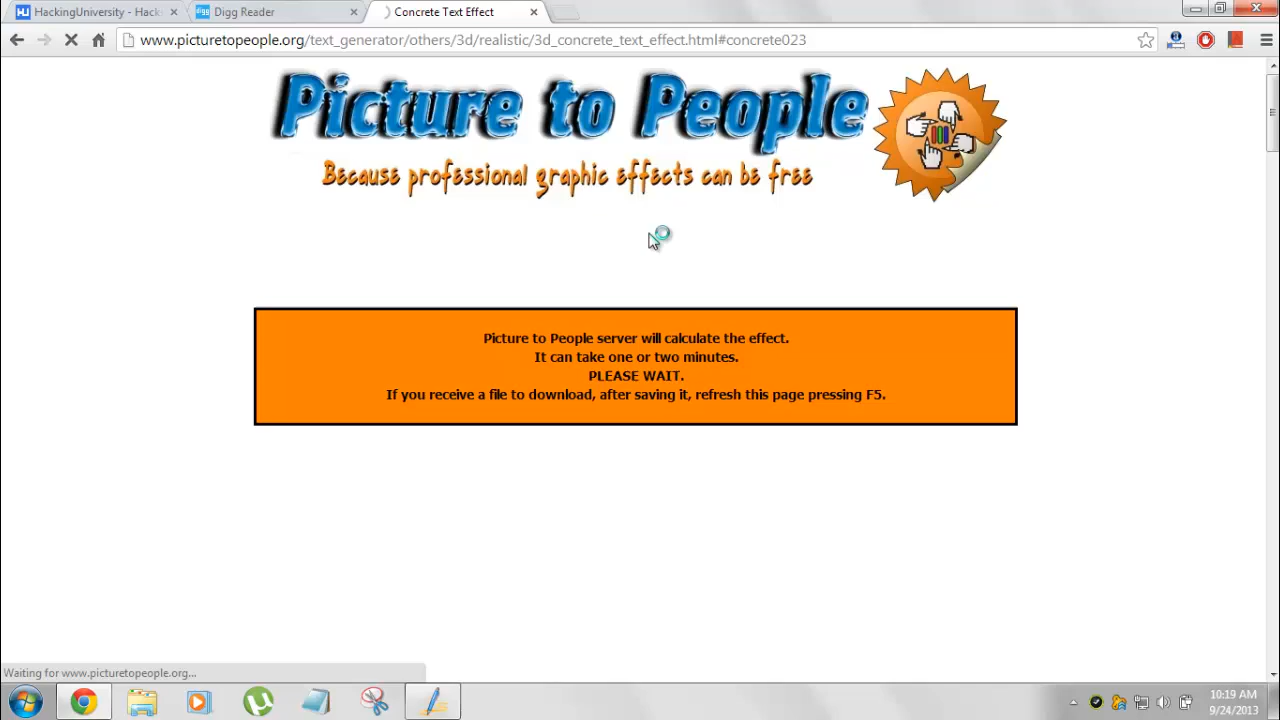 HackingUniversity - Hack
Digg Reader
Concrete Text Effect
www.picturetopeople.org/text_generator/others/3d/realistic/3d_concrete_text_effect.html#concrete023
Picture to People
Because professional graphic effects can be free
Picture to People server will calculate the effect.
It can take one or two minutes.
PLEASE WAIT.
If you receive a file to download, after saving it, refresh this page pressing F5.
Waiting for www.picturetopeople.org...
10:19 AM
9/24/2013